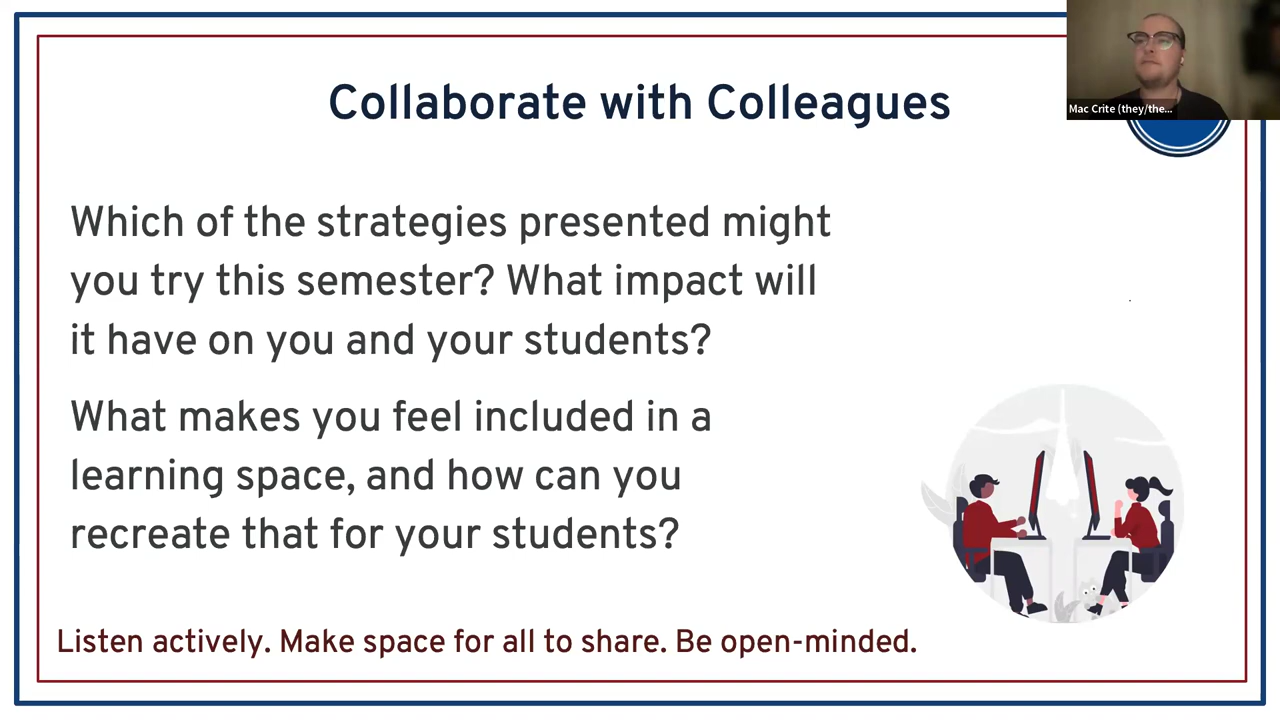 Collaborate with Colleagues
Mac Crite (they/the...
Which of the strategies presented might
you try this semester? What impact will
it have on you and your students?
What makes you feel included in a
learning space, and how can you
recreate that for your students?
Listen actively. Make space for all to share. Be open-minded.